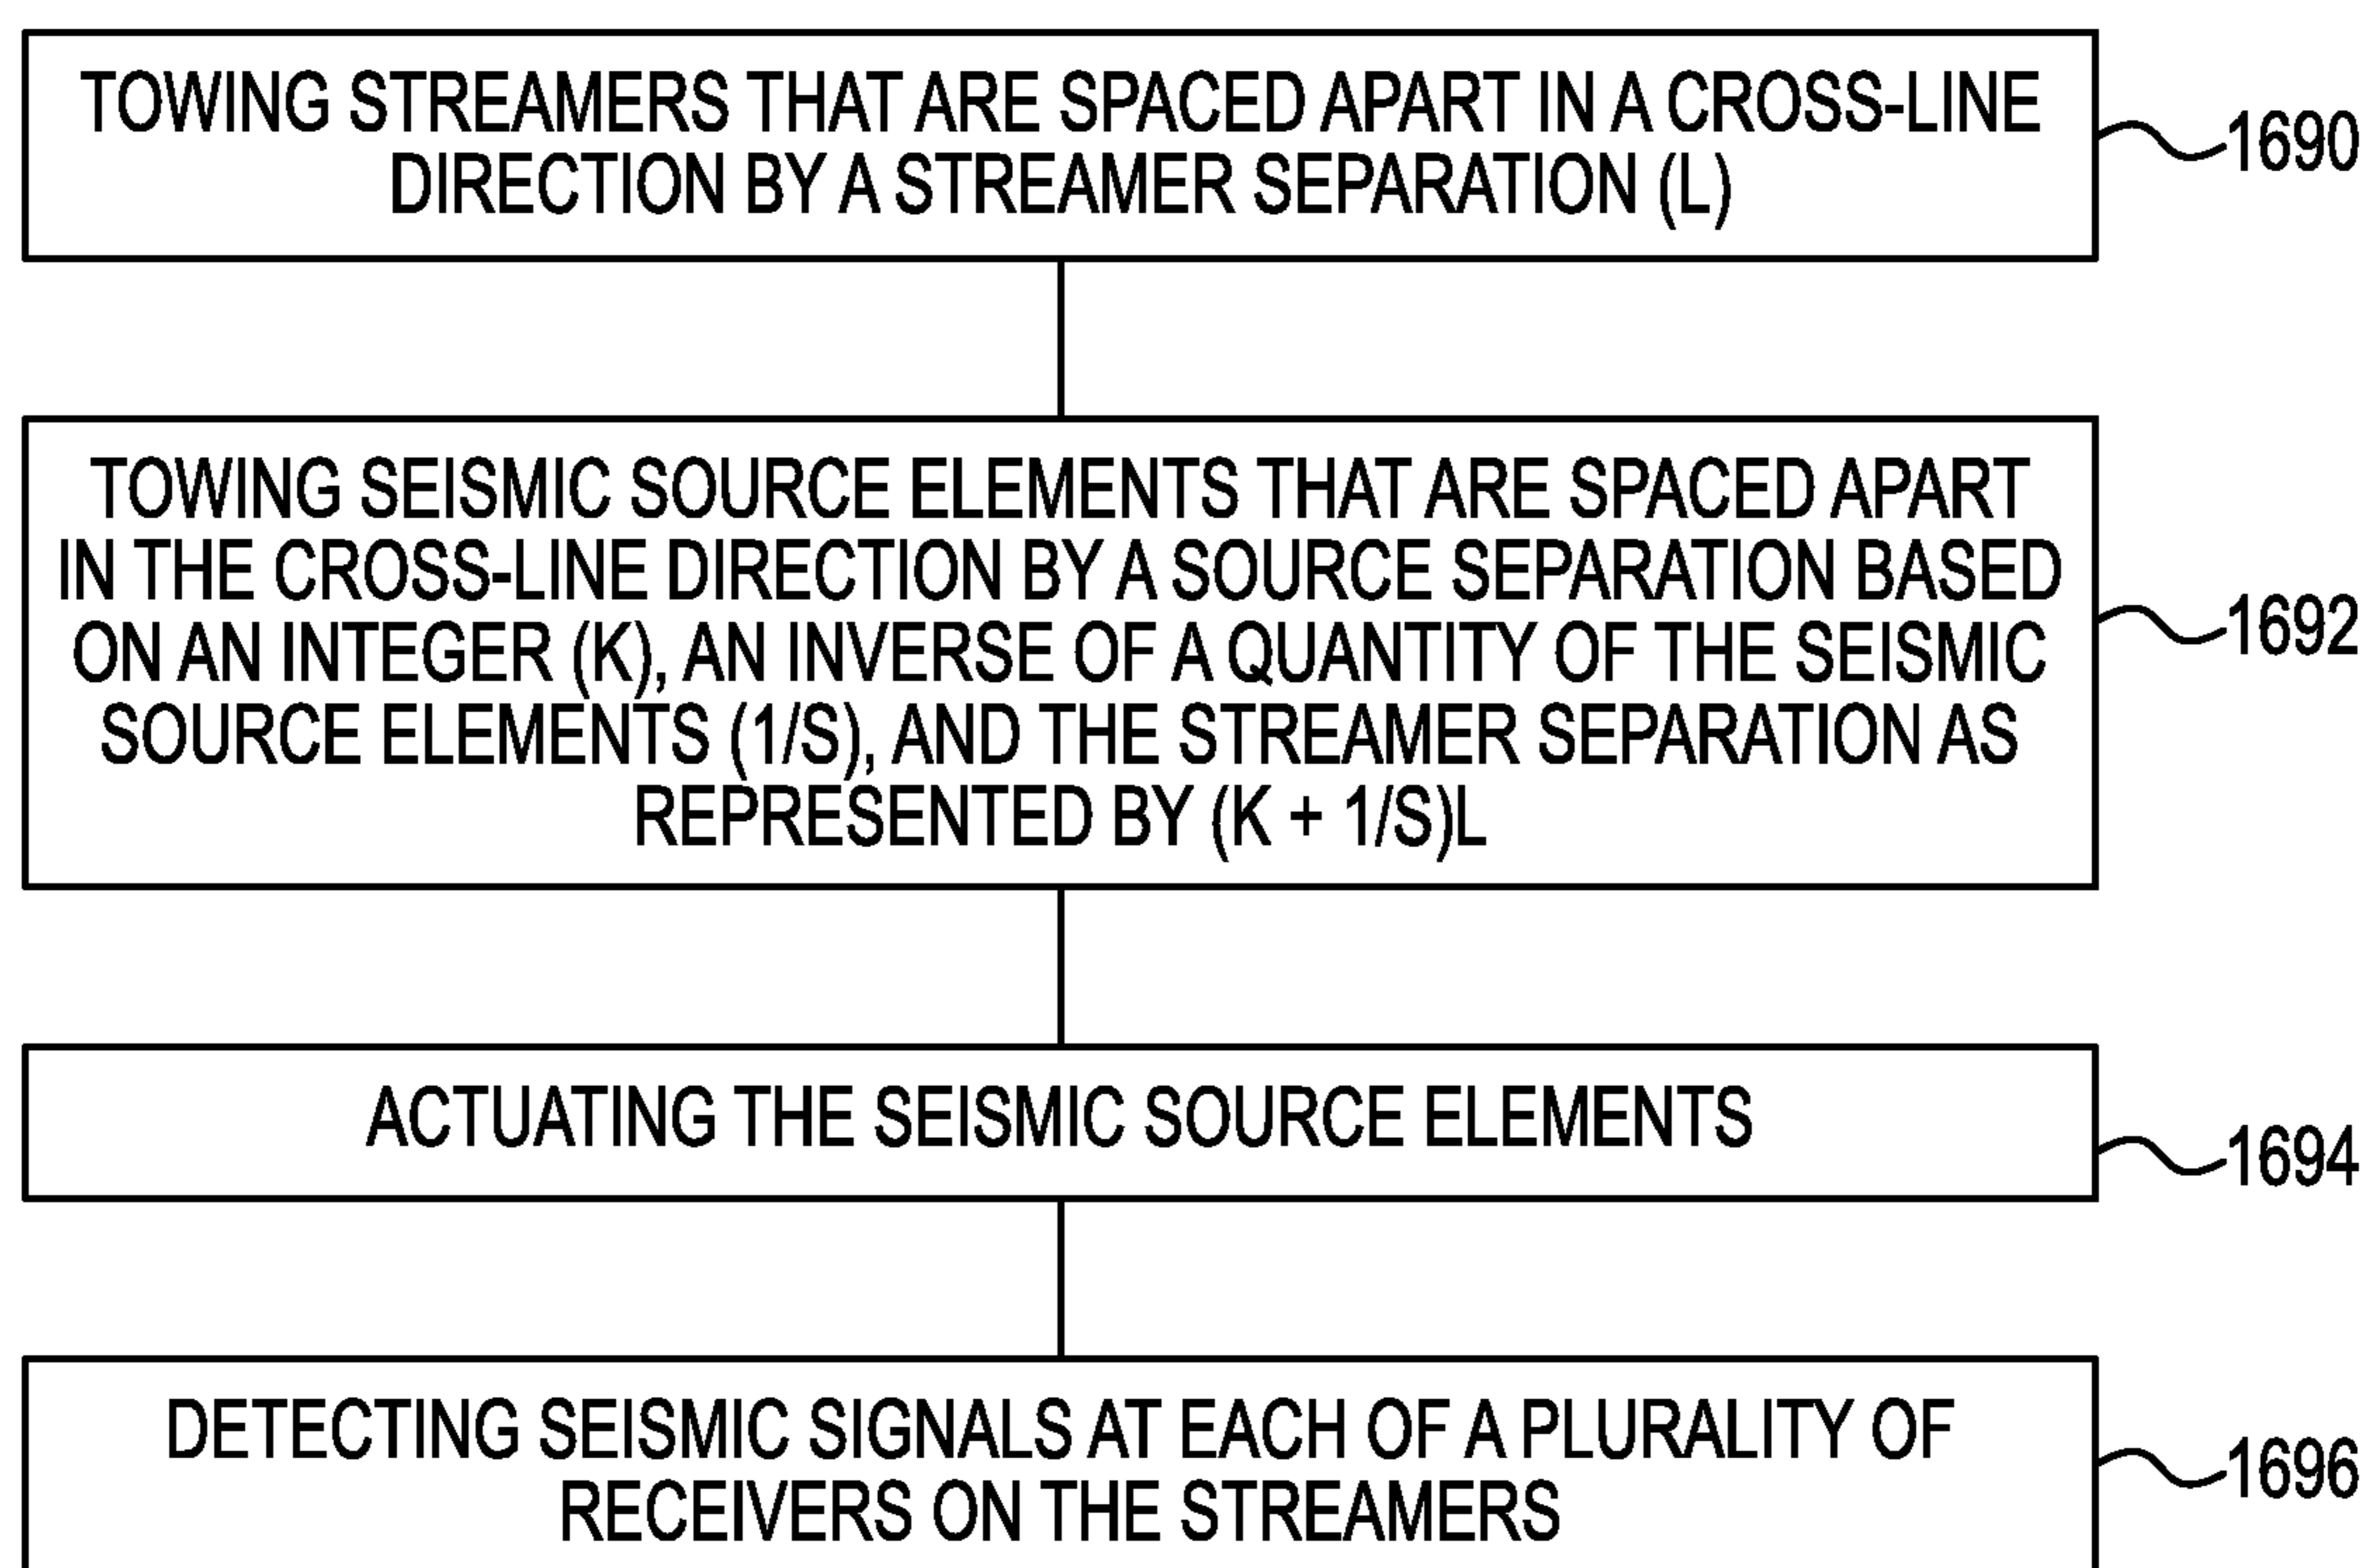 TOWING STREAMERS THAT ARE SPACED APART IN A CROSS-LINE
DIRECTION BY A STREAMER SEPARATION (L)
1690
TOWING SEISMIC SOURCE ELEMENTS THAT ARE SPACED APART
IN THE CROSS-LINE DIRECTION BY A SOURCE SEPARATION BASED
ON AN INTEGER (K), AN INVERSE OF A QUANTITY OF THE SEISMIC
SOURCE ELEMENTS (1/S), AND THE STREAMER SEPARATION AS
REPRESENTED BY (K + 1/S)L
1692
ACTUATING THE SEISMIC SOURCE ELEMENTS
1694
DETECTING SEISMIC SIGNALS AT EACH OF A PLURALITY OF
RECEIVERS ON THE STREAMERS
1696